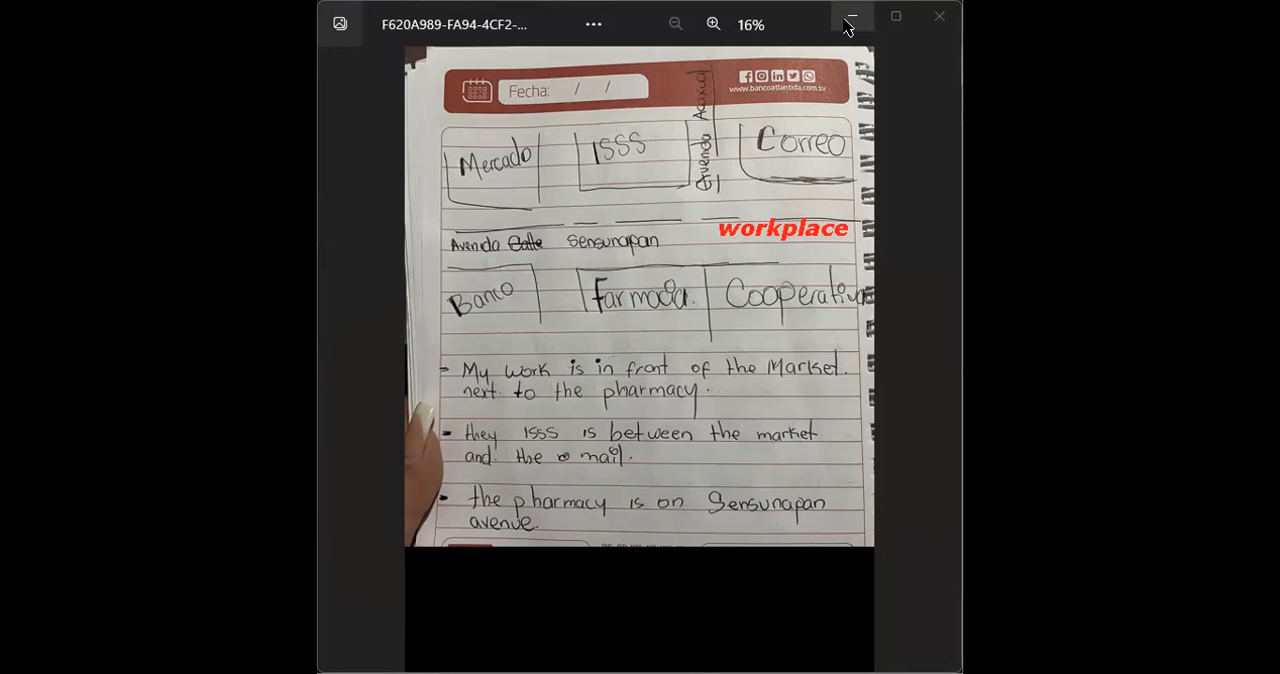 F620A989-FA94-4CF2-...
16%
Fecha: / /
www.bancoatlantida.com.sv
Mercado
ISSS
Avenida
Correo
workplace
Avenida Calle Sensunapan
Banco
Farmacia.
Cooperativa
- My work is in front of the Market.
next to the pharmacy.
- they ISSS is between the market
and. the mail.
- the pharmacy is on Sensunapan
avenue.